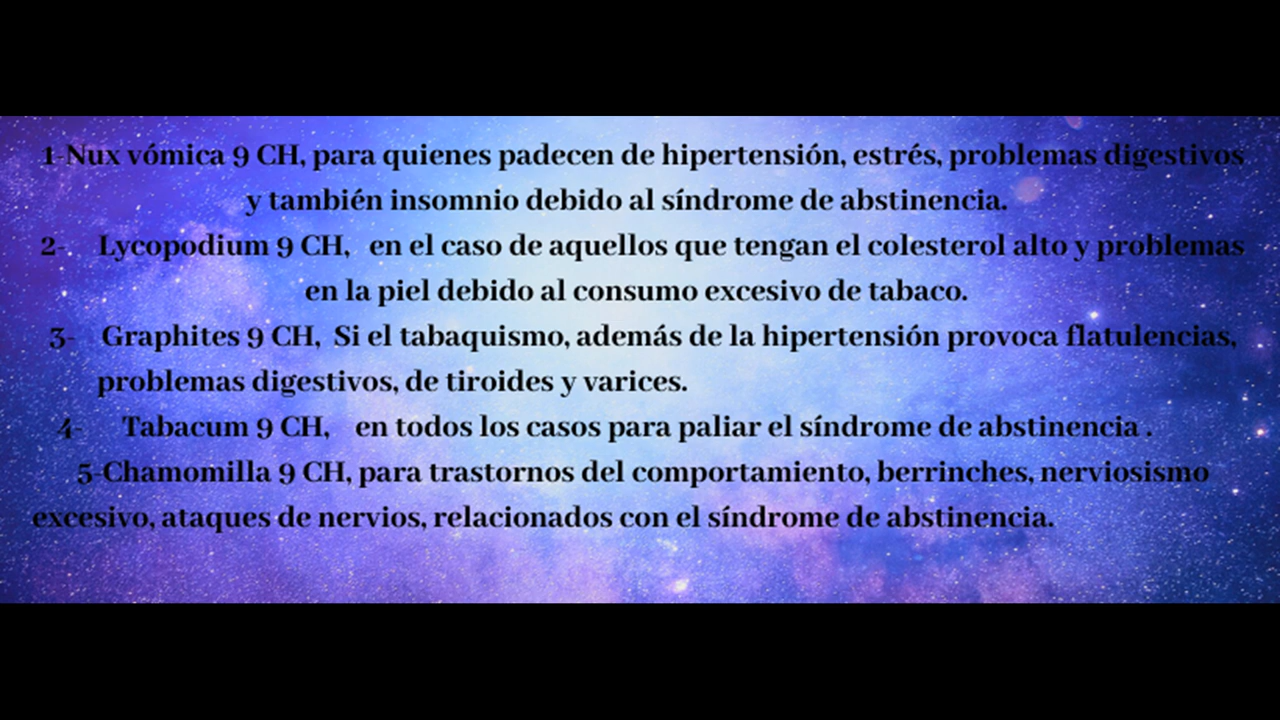 1-Nux vómica 9 CH, para quienes padecen de hipertensión, estrés, problemas digestivos
y también insomnio debido al síndrome de abstinencia.
2- Lycopodium 9 CH, en el caso de aquellos que tengan el colesterol alto y problemas
en la piel debido al consumo excesivo de tabaco.
3- Graphites 9 CH, Si el tabaquismo, además de la hipertensión provoca flatulencias,
problemas digestivos, de tiroides y varices.
4- Tabacum 9 CH, en todos los casos para paliar el síndrome de abstinencia .
5-Chamomilla 9 CH, para trastornos del comportamiento, berrinches, nerviosismo
excesivo, ataques de nervios, relacionados con el síndrome de abstinencia.